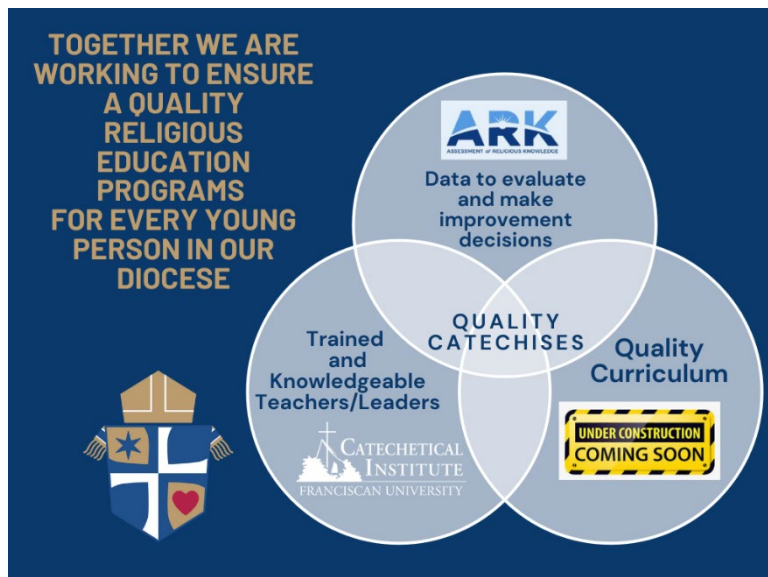 TOGETHER WE ARE
WORKING TO ENSURE
A QUALITY
RELIGIOUS
EDUCATION
PROGRAMS
FOR EVERY YOUNG
PERSON IN OUR
DIOCESE
ARK
ASSESSMENT of RELIGIOUS KNOWLEDGE
Data to evaluate
and make
improvement
decisions
QUALITY
CATECHISES
Trained
and
Knowledgeable
Teachers/Leaders
CATECHETICAL
INSTITUTE
FRANCISCAN UNIVERSITY
Quality
Curriculum
UNDER CONSTRUCTION
COMING SOON